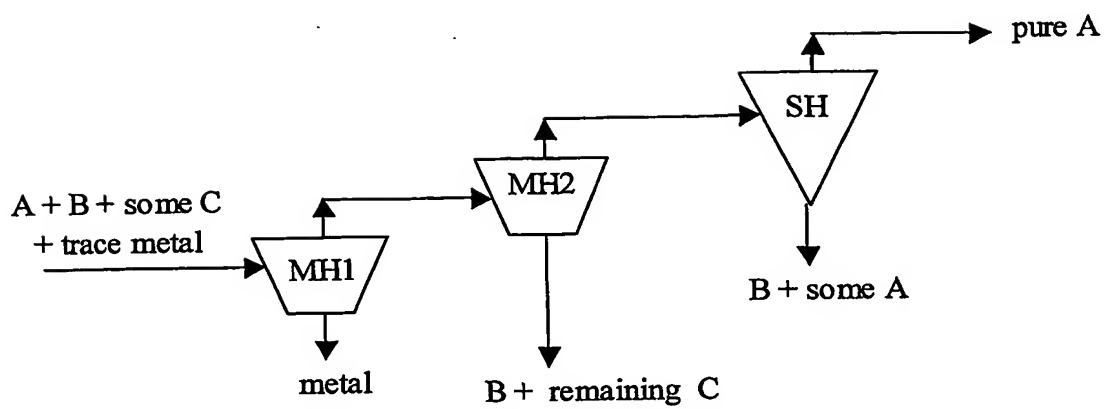 pure A
SH
MH2
A + B + some C
+ trace metal
MH1
B + some A
metal
B + remaining C